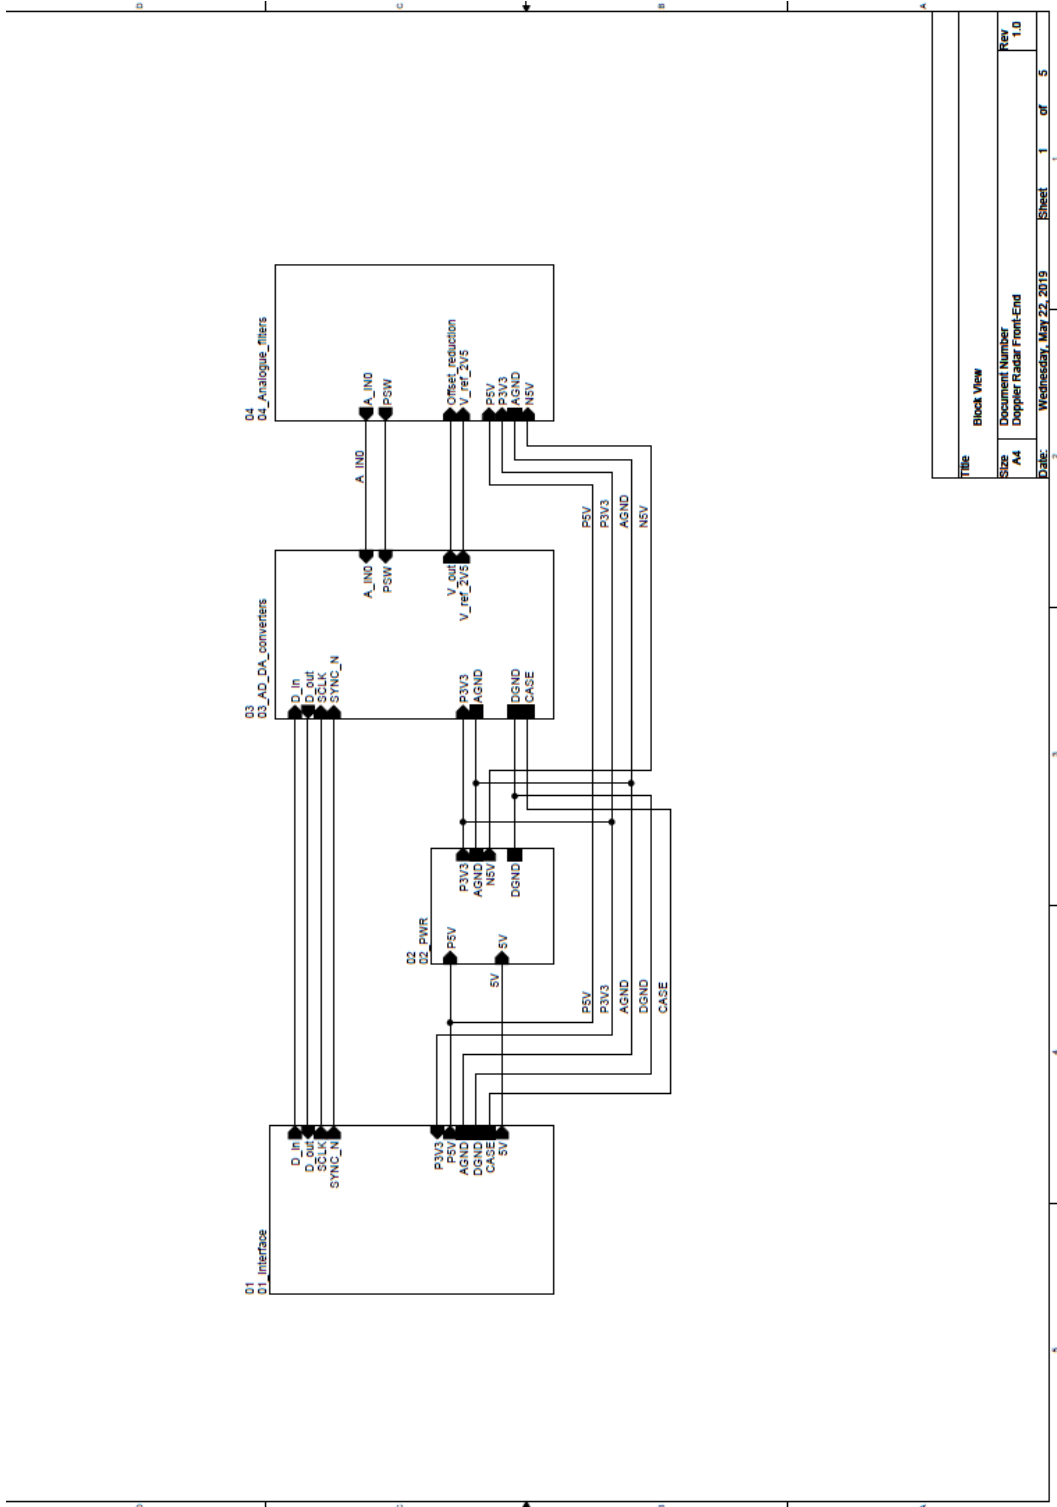 01
01_Interface
D_In
D_out
SCLK
SYNC_N
P3V3
P5V
AGND
DGND
CASE
5V
02
02_PWR
P5V
5V
5V
P3V3
AGND
N5V
DGND
P5V
P3V3
AGND
DGND
CASE
03
03_AD_DA_converters
D_In
D_out
SCLK
SYNC_N
P3V3
AGND
DGND
CASE
A_IN0
PSW
V_out
V_ref_2V5
A_IN0
P5V
P3V3
AGND
N5V
04
04_Analogue_filters
A_IN0
PSW
Offset_reduction
V_ref_2V5
P5V
P3V3
AGND
N5V
Title
Block View
Size
A4
Document Number
Doppler Radar Front-End
Rev
1.0
Date: Wednesday, May 22, 2019 Sheet 1 of 5